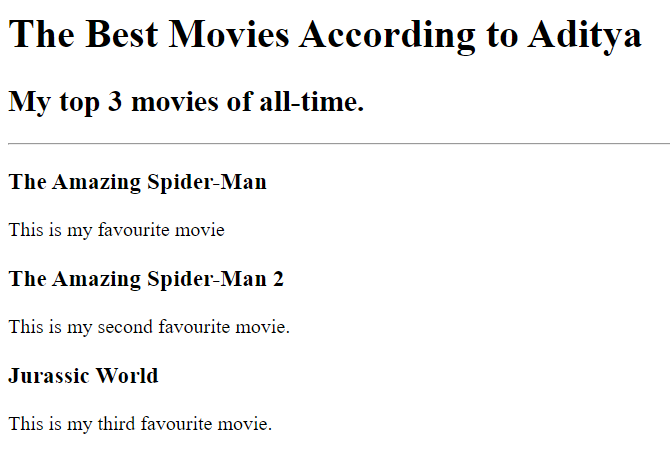 The Best Movies According to Aditya
My top 3 movies of all-time.
The Amazing Spider-Man
This is my favourite movie
The Amazing Spider-Man 2
This is my second favourite movie.
Jurassic World
This is my third favourite movie.